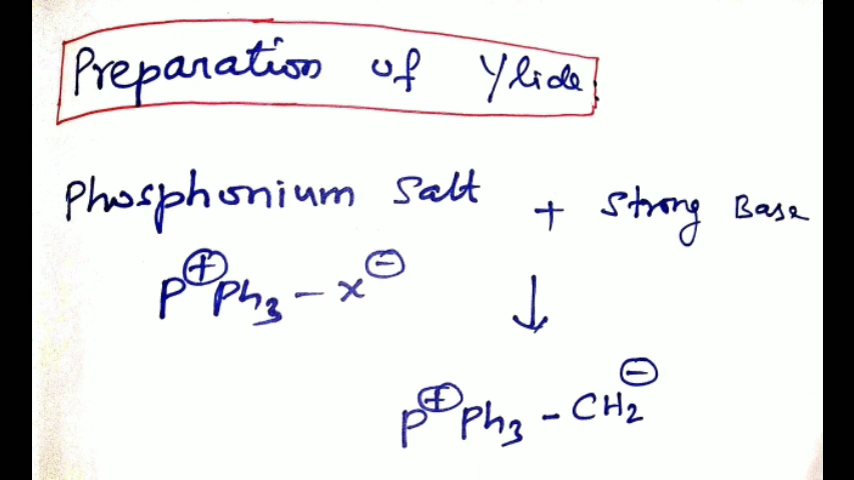 Preparation of Ylide
Phosphonium Salt + Strong Base
P⊕Ph3 - x⊖
↓
P⊕Ph3 - CH2⊖